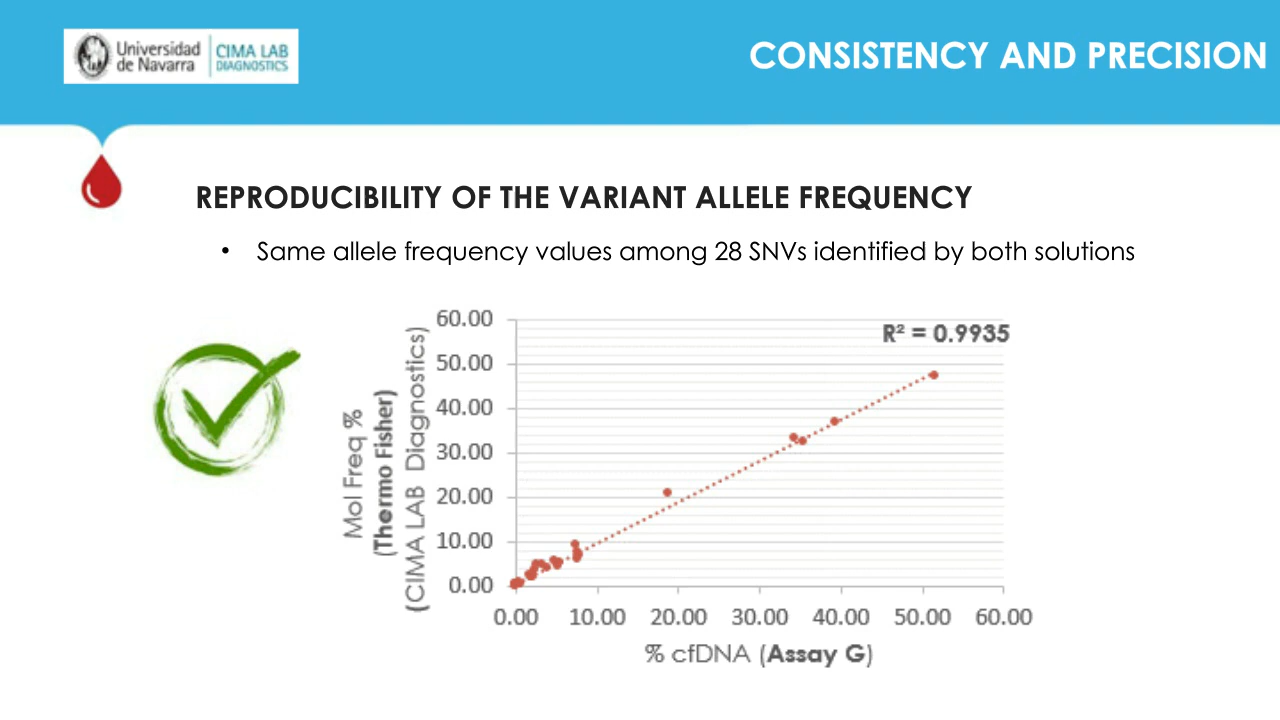 Universidad
de Navarra
CIMA LAB
DIAGNOSTICS
CONSISTENCY AND PRECISION
REPRODUCIBILITY OF THE VARIANT ALLELE FREQUENCY
• Same allele frequency values among 28 SNVs identified by both solutions
Mol Freq %
(Thermo Fisher)
(CIMA LAB Diagnostics)
60.00
50.00
40.00
30.00
20.00
10.00
0.00
R² = 0.9935
0.00 10.00 20.00 30.00 40.00 50.00 60.00
% cfDNA (Assay G)